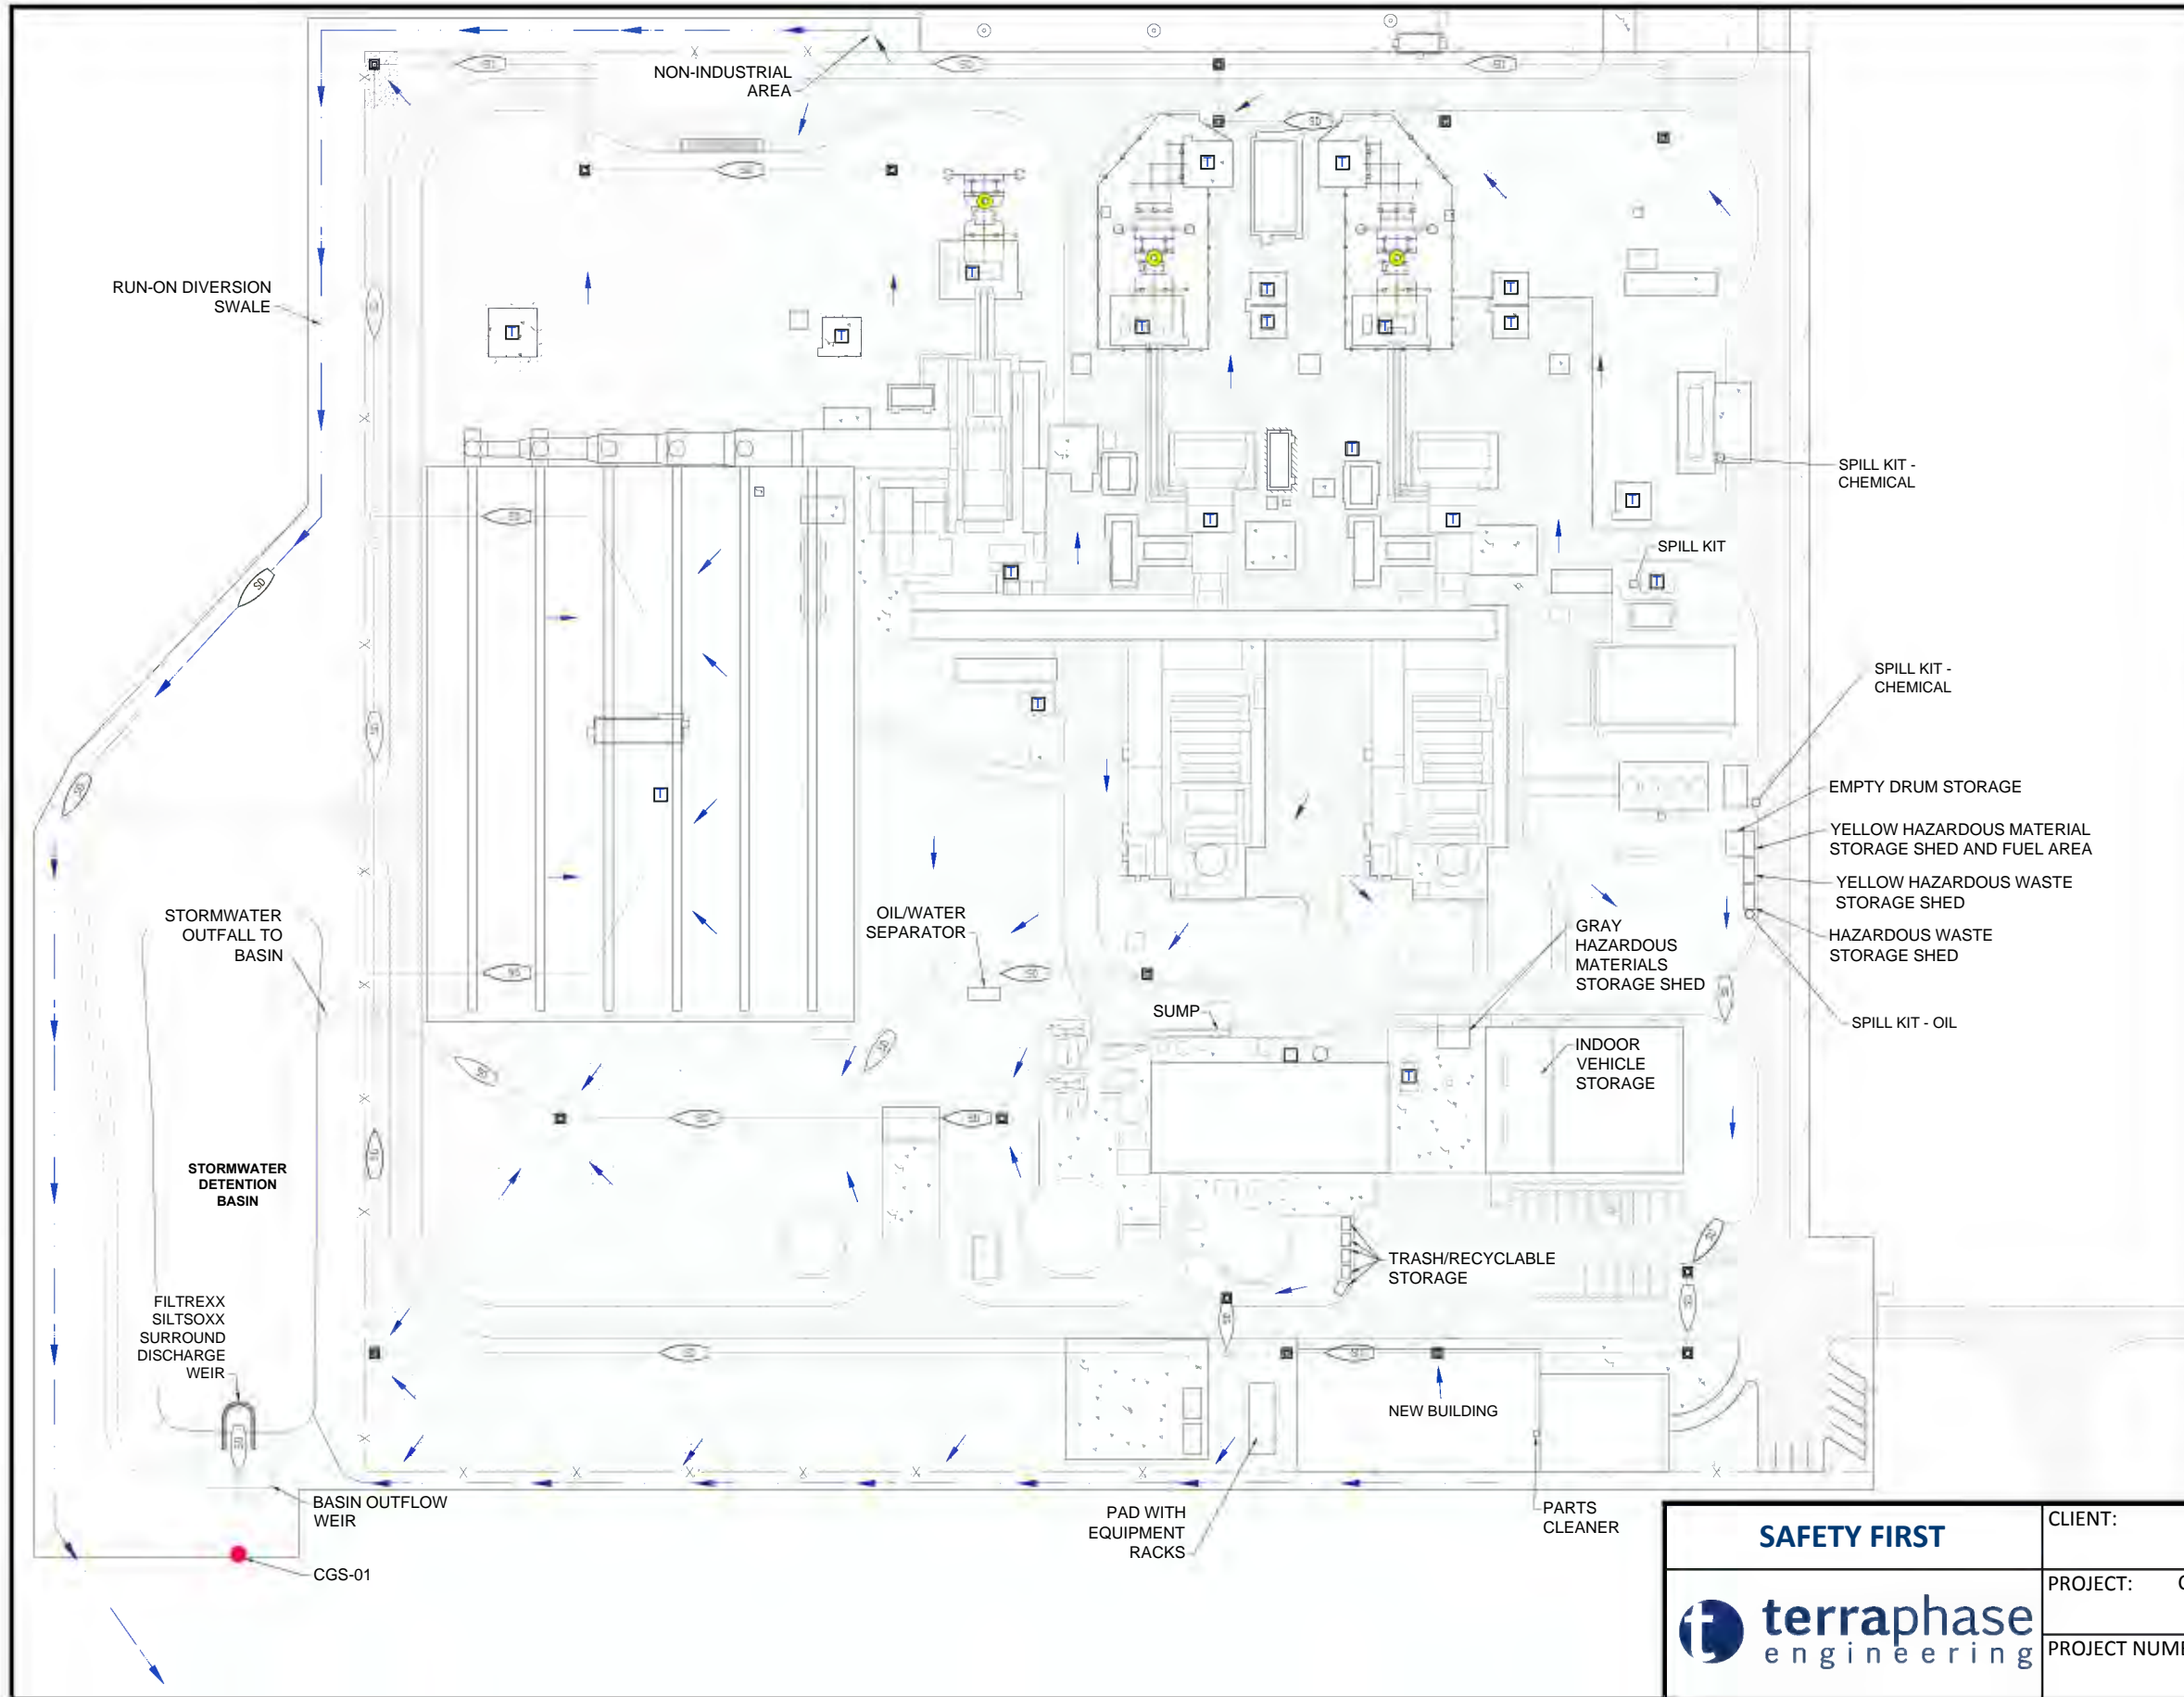 NON-INDUSTRIAL
AREA
RUN-ON DIVERSION
SWALE
SPILL KIT -
CHEMICAL
SPILL KIT
SPILL KIT -
CHEMICAL
EMPTY DRUM STORAGE
YELLOW HAZARDOUS MATERIAL
STORAGE SHED AND FUEL AREA
YELLOW HAZARDOUS WASTE
STORAGE SHED
HAZARDOUS WASTE
STORAGE SHED
SPILL KIT - OIL
STORMWATER
OUTFALL TO
BASIN
OIL/WATER
SEPARATOR
GRAY
HAZARDOUS
MATERIALS
STORAGE SHED
SUMP
INDOOR
VEHICLE
STORAGE
STORMWATER
DETENTION
BASIN
TRASH/RECYCLABLE
STORAGE
FILTREXX
SILTSOXX
SURROUND
DISCHARGE
WEIR
NEW BUILDING
BASIN OUTFLOW
WEIR
PAD WITH
EQUIPMENT
RACKS
PARTS
CLEANER
CGS-01
SAFETY FIRST
CLIENT:
PROJECT:
terraphase
engineering